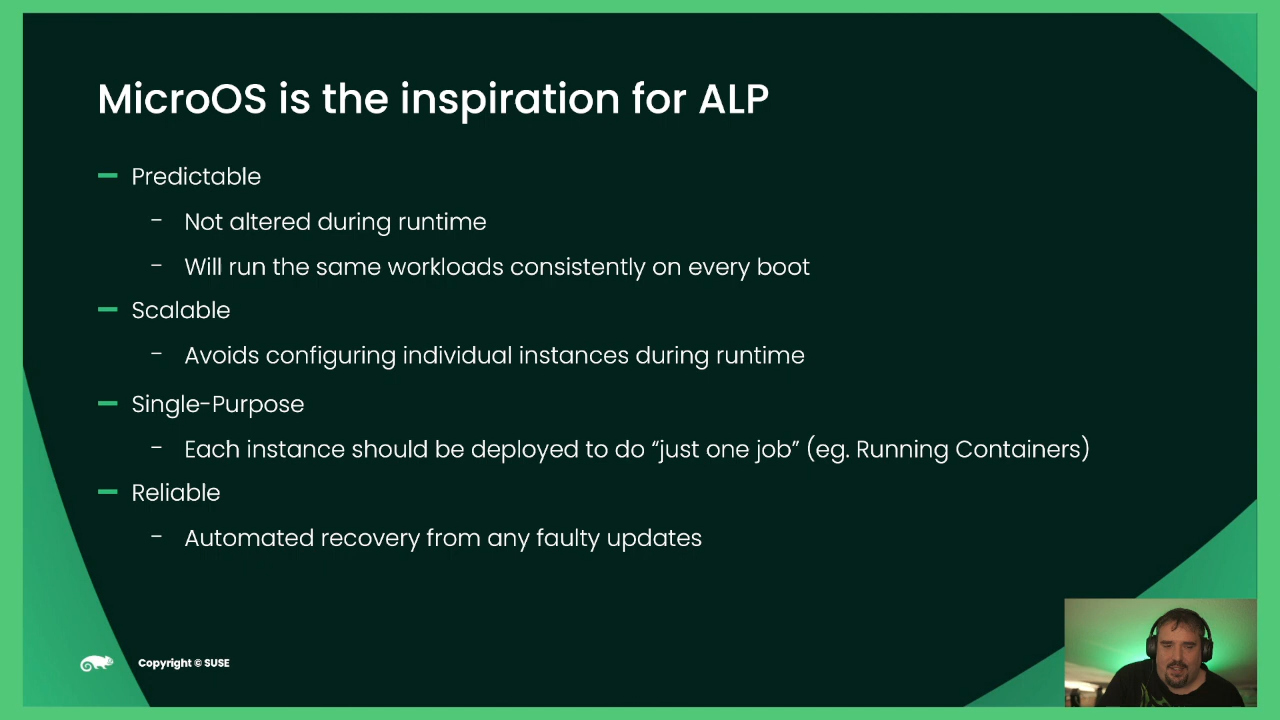 MicroOS is the inspiration for ALP
Predictable
- Not altered during runtime
- Will run the same workloads consistently on every boot
Scalable
- Avoids configuring individual instances during runtime
Single-Purpose
- Each instance should be deployed to do “just one job” (eg. Running Containers)
Reliable
- Automated recovery from any faulty updates
Copyright © SUSE